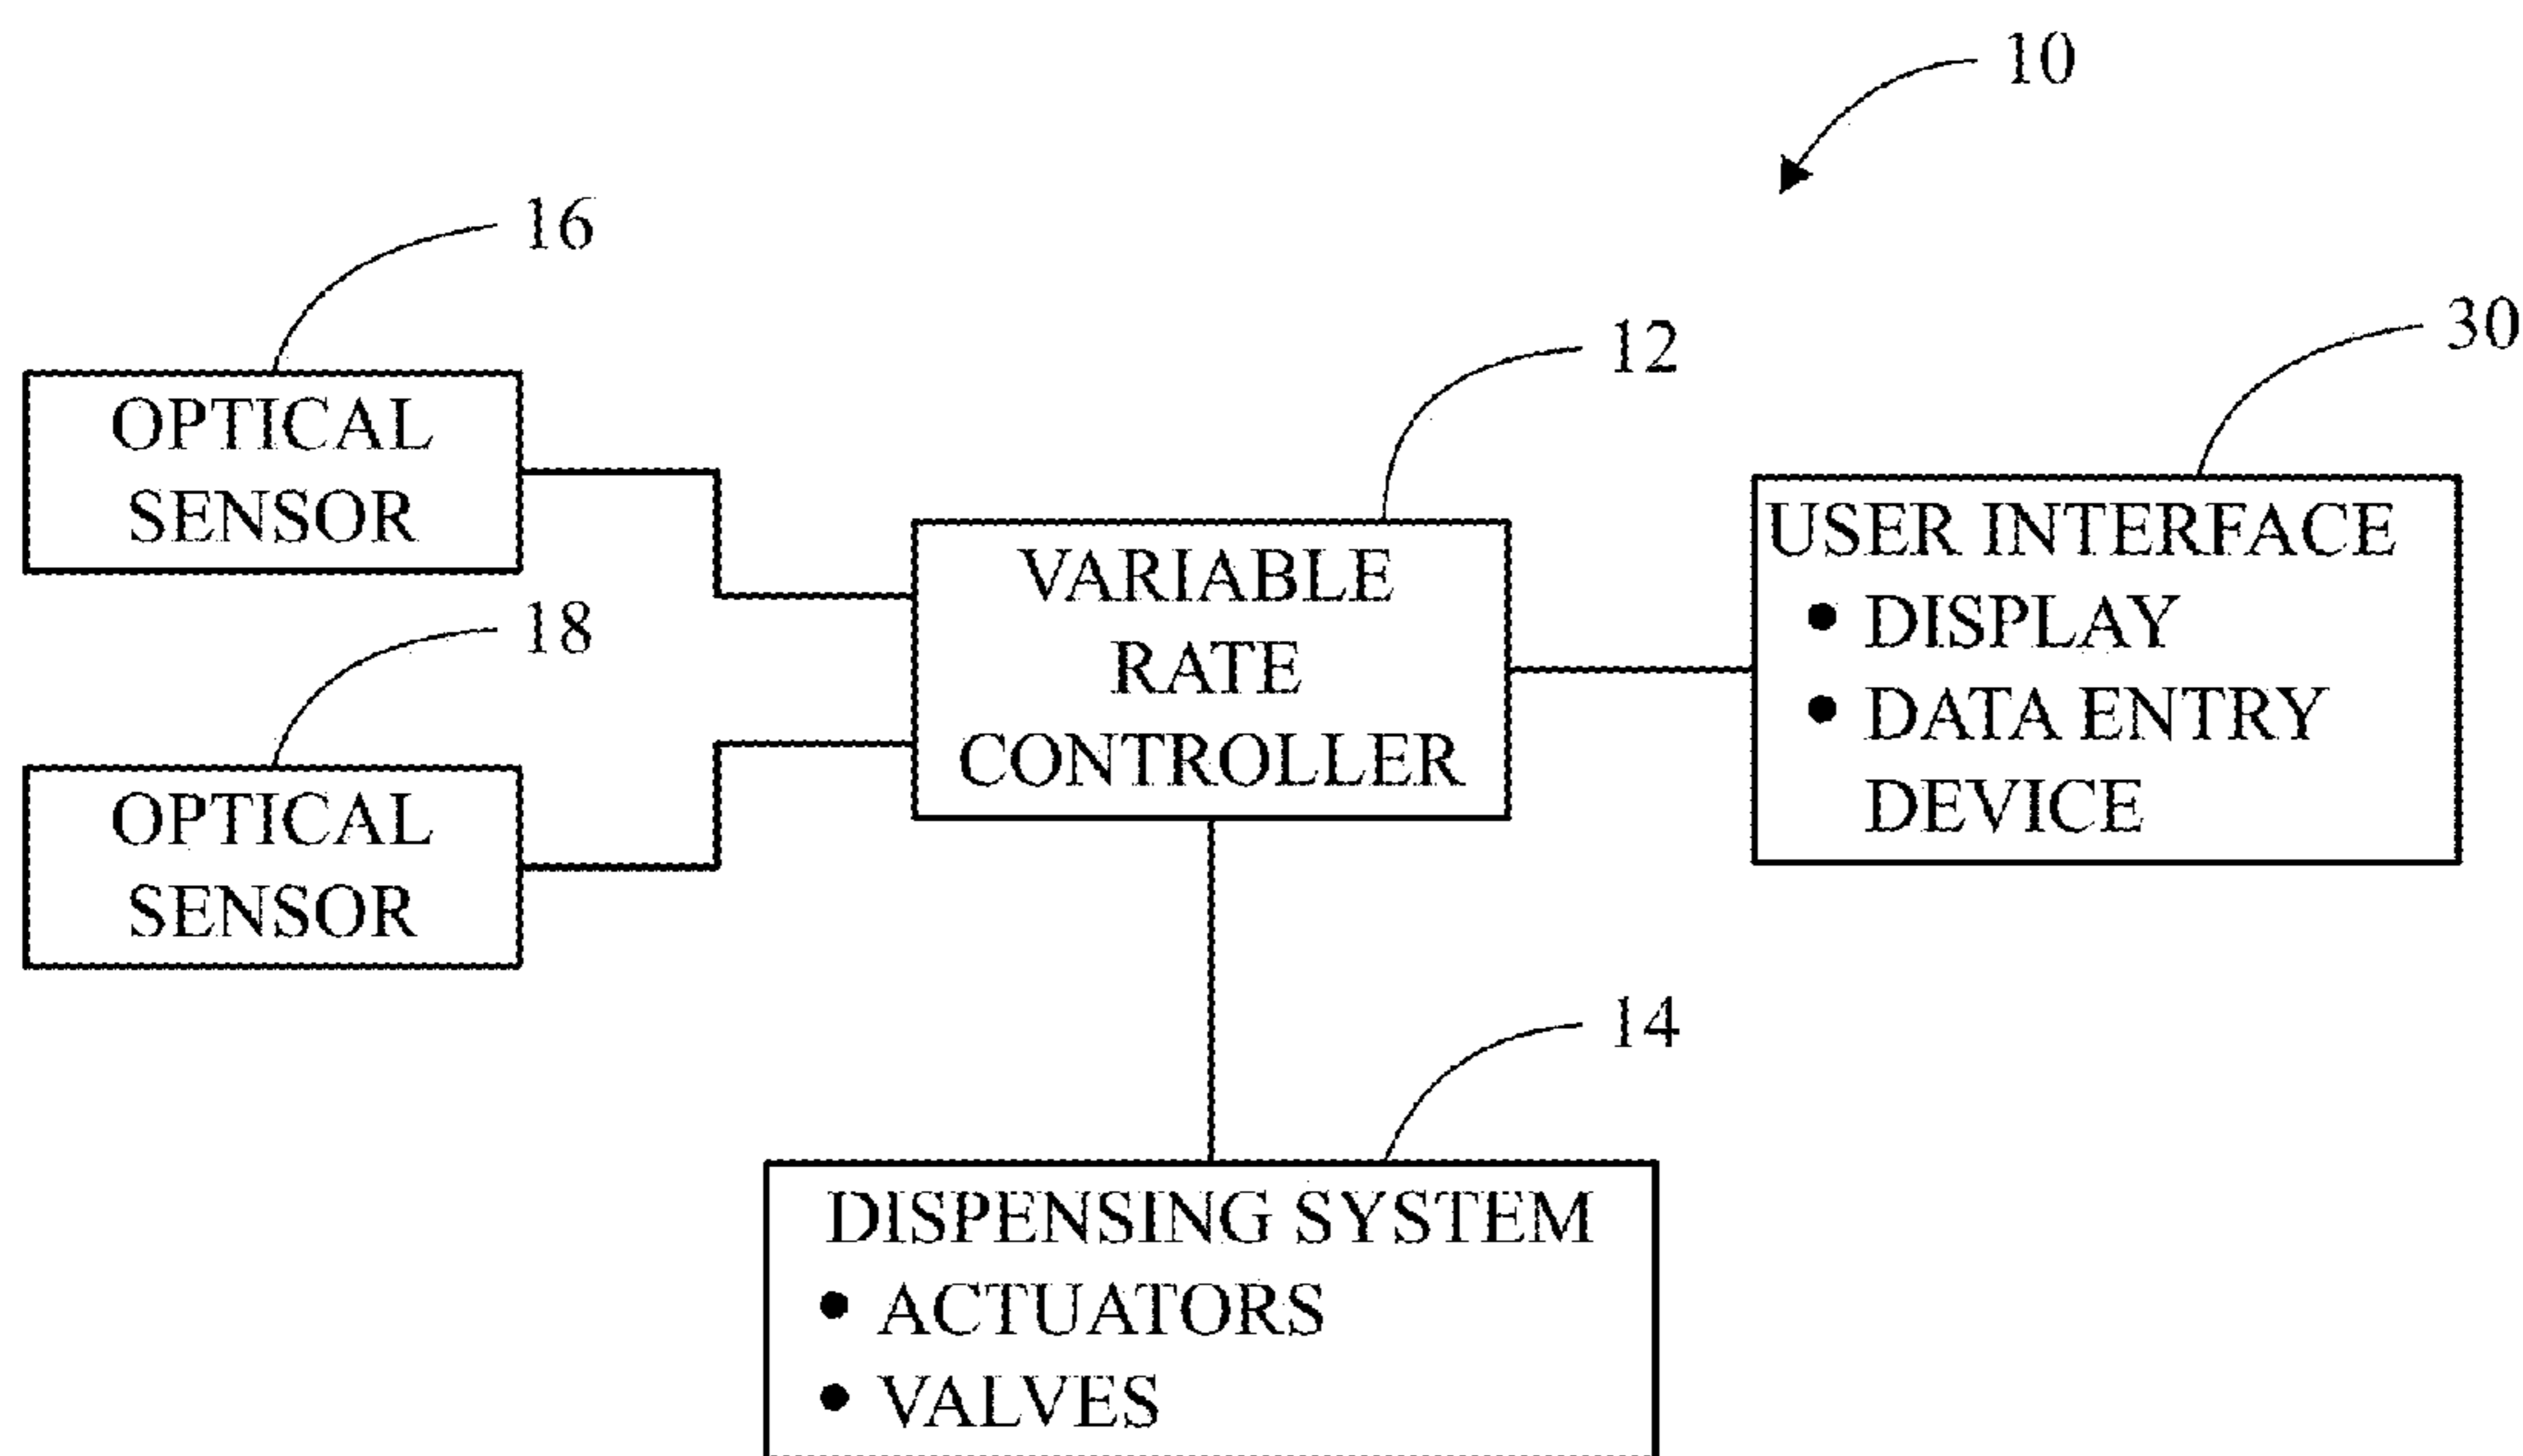 10
16
OPTICAL
SENSOR
18
OPTICAL
SENSOR
12
VARIABLE
RATE
CONTROLLER
30
USER INTERFACE
• DISPLAY
• DATA ENTRY
DEVICE
14
DISPENSING SYSTEM
• ACTUATORS
• VALVES